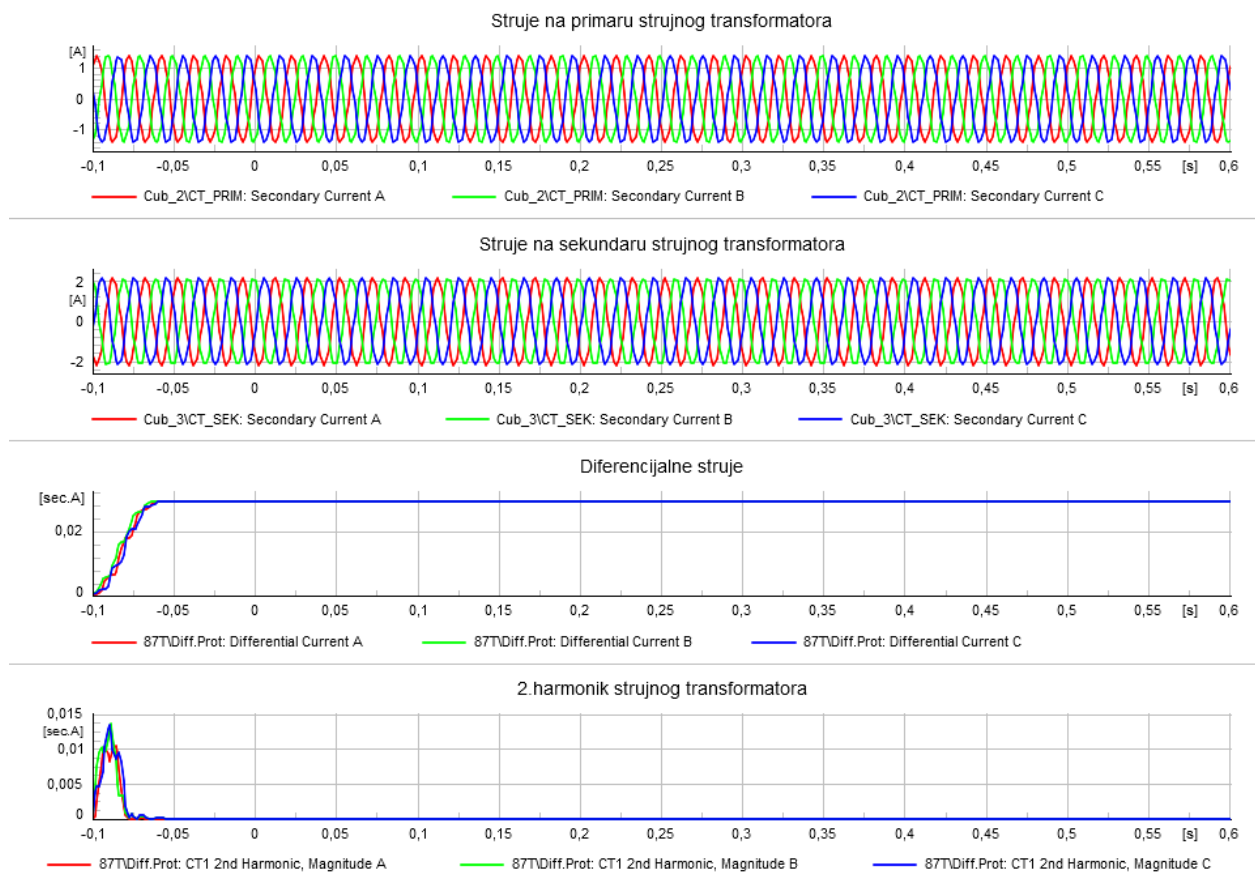 Struje na primaru strujnog transformatora
[A]
1
0
-1
-0,1 -0,05 0 0,05 0,1 0,15 0,2 0,25 0,3 0,35 0,4 0,45 0,5 0,55 [s] 0,6
Cub_2\CT_PRIM: Secondary Current A Cub_2\CT_PRIM: Secondary Current B Cub_2\CT_PRIM: Secondary Current C
Struje na sekundaru strujnog transformatora
2
[A]
0
-2
-0,1 -0,05 0 0,05 0,1 0,15 0,2 0,25 0,3 0,35 0,4 0,45 0,5 0,55 [s] 0,6
Cub_3\CT_SEK: Secondary Current A Cub_3\CT_SEK: Secondary Current B Cub_3\CT_SEK: Secondary Current C
Diferencijalne struje
[sec.A]
0,02
0
-0,1 -0,05 0 0,05 0,1 0,15 0,2 0,25 0,3 0,35 0,4 0,45 0,5 0,55 [s] 0,6
87T\Diff.Prot: Differential Current A 87T\Diff.Prot: Differential Current B 87T\Diff.Prot: Differential Current C
2.harmonik strujnog transformatora
0,015
[sec.A]
0,01
0,005
0
-0,1 -0,05 0 0,05 0,1 0,15 0,2 0,25 0,3 0,35 0,4 0,45 0,5 0,55 [s] 0,6
87T\Diff.Prot: CT1 2nd Harmonic, Magnitude A 87T\Diff.Prot: CT1 2nd Harmonic, Magnitude B 87T\Diff.Prot: CT1 2nd Harmonic, Magnitude C